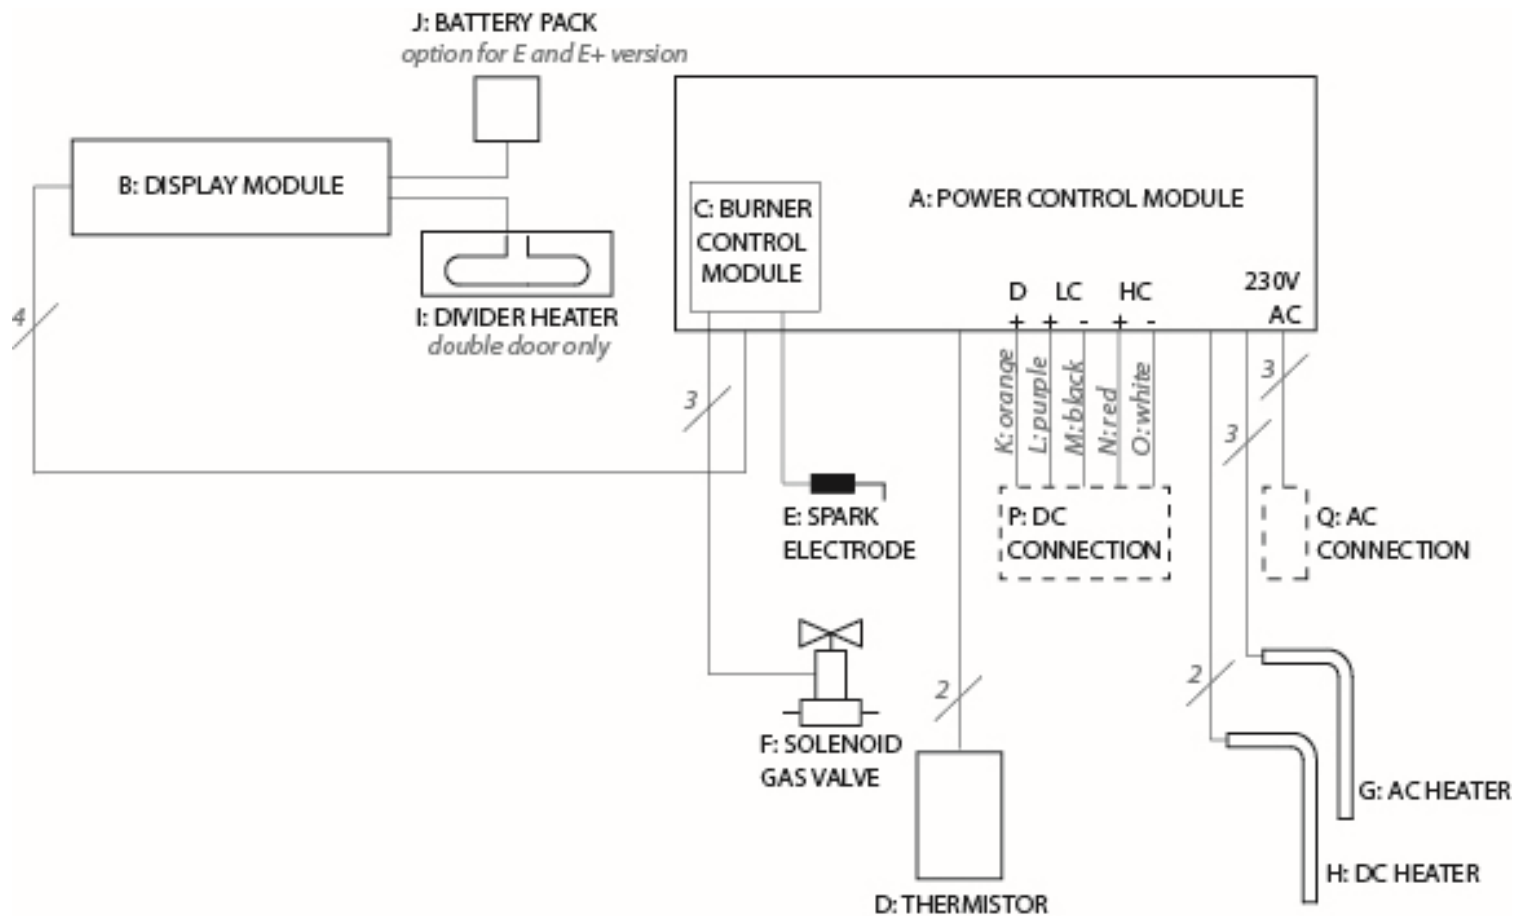 J: BATTERY PACK
option for E and E+ version
B: DISPLAY MODULE
C: BURNER
CONTROL
MODULE
A: POWER CONTROL MODULE
D LC HC
+ + - + -
230V
AC
4
I: DIVIDER HEATER
double door only
3
K: orange
L: purple
M: black
N: red
O: white
3
3
E: SPARK
ELECTRODE
P: DC
CONNECTION
Q: AC
CONNECTION
2
2
F: SOLENOID
GAS VALVE
G: AC HEATER
H: DC HEATER
D: THERMISTOR